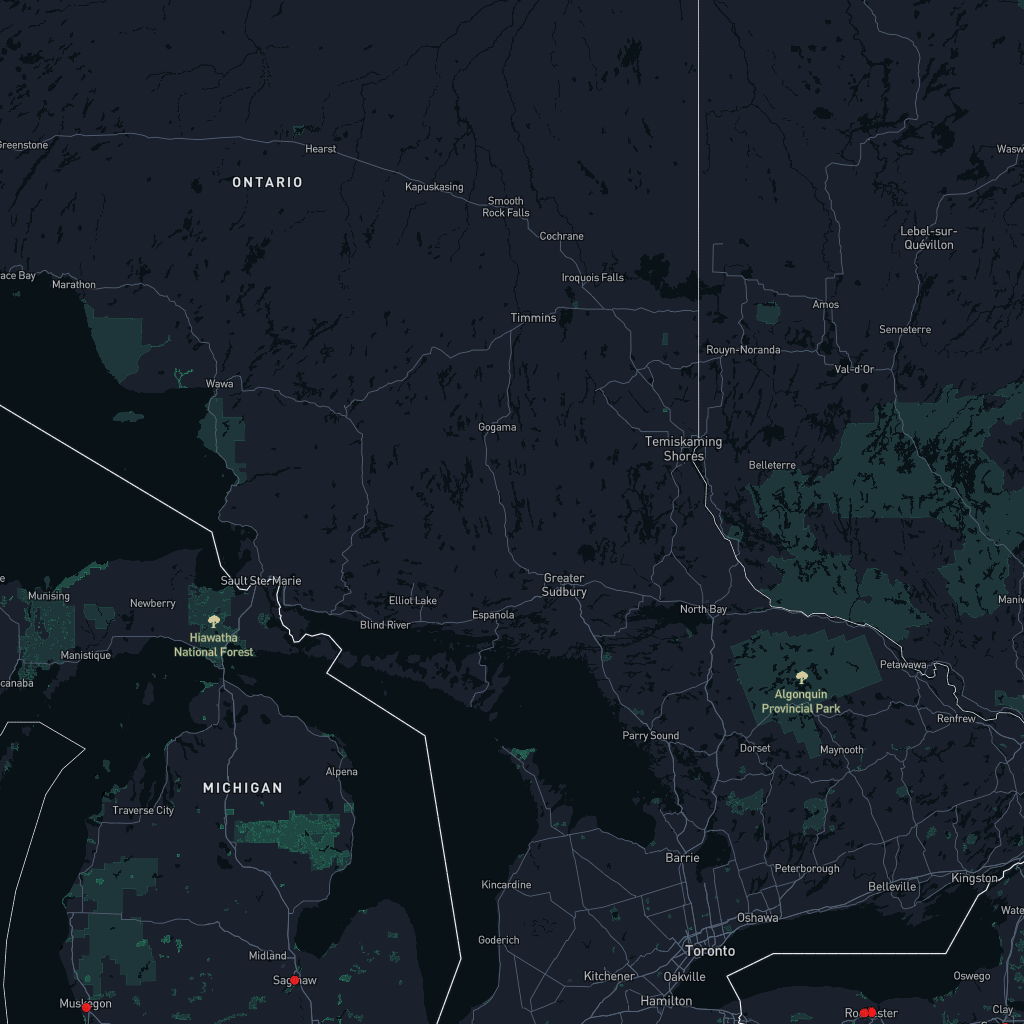 Greenstone
Hearst
Wasw
ONTARIO
Kapuskasing
Smooth
Rock Falls
Cochrane
Lebel-sur-
Quévillon
ace Bay
Marathon
Iroquois Falls
Amos
Timmins
Senneterre
Rouyn-Noranda
Val-d'Or
Wawa
Gogama
Temiskaming
Shores
Belleterre
Sault Ste Marie
Greater
Sudbury
e
Munising
Newberry
Elliot Lake
Espanola
North Bay
Maniw
Blind River
Hiawatha
National Forest
Manistique
Petawawa
canaba
Algonquin
Provincial Park
Renfrew
Parry Sound
Dorset
Maynooth
Alpena
MICHIGAN
Traverse City
Barrie
Peterborough
Kincardine
Belleville
Kingston
Oshawa
Wate
Goderich
Toronto
Midland
Saginaw
Kitchener
Oakville
Oswego
Muskegon
Hamilton
Rochester
Clay